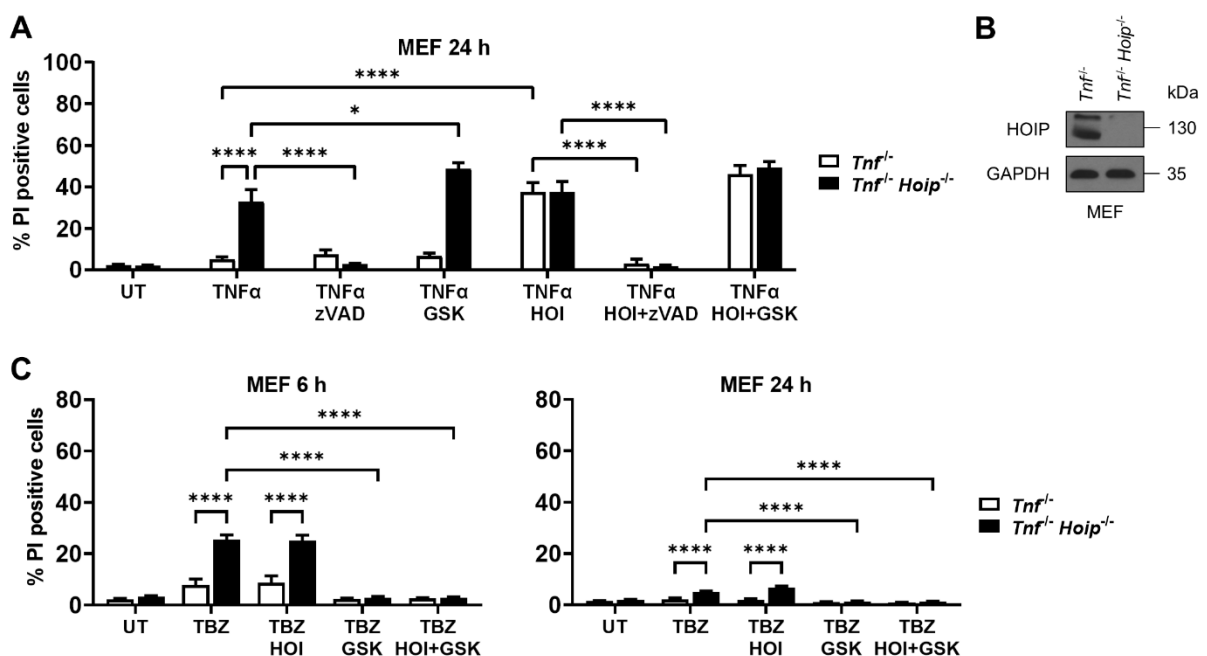 A
MEF 24 h
% PI positive cells
100
80
60
40
20
0
****
*
****
****
****
****
UT
TNFα
TNFα
zVAD
TNFα
GSK
TNFα
HOI
TNFα
HOI+zVAD
TNFα
HOI+GSK
Tnf-/-
Tnf-/- Hoip-/-
B
Tnf-/-
Tnf-/- Hoip-/-
kDa
HOIP
130
GAPDH
35
MEF
C
MEF 6 h
% PI positive cells
80
60
40
20
0
****
****
****
****
UT
TBZ
TBZ
HOI
TBZ
GSK
TBZ
HOI+GSK
MEF 24 h
80
60
40
20
0
****
****
****
****
UT
TBZ
TBZ
HOI
TBZ
GSK
TBZ
HOI+GSK
Tnf-/-
Tnf-/- Hoip-/-